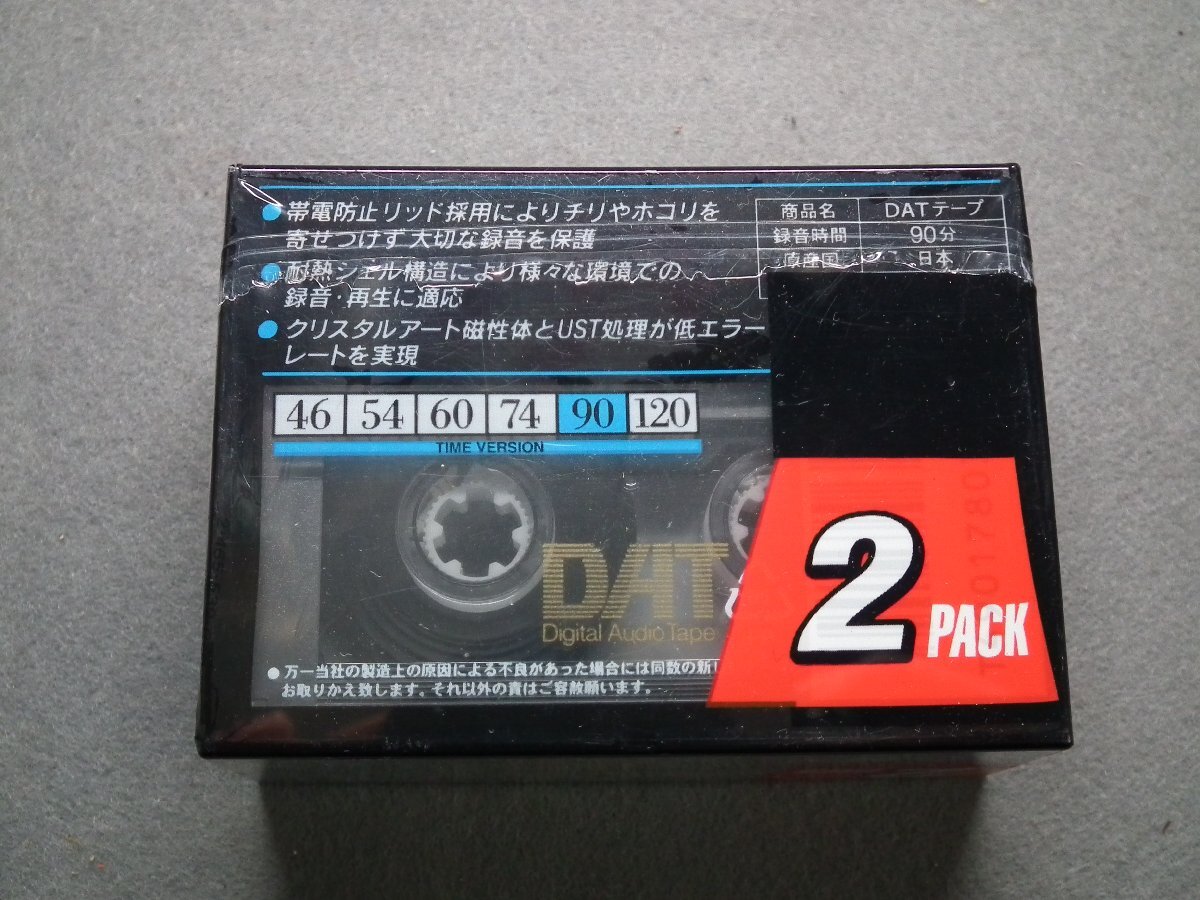 ● 帯電防止リッド採用によりチリやホコリを
寄せつけず大切な録音を保護
● 耐熱シェル構造により様々な環境での
録音・再生に適応
● クリスタルアート磁性体とUST処理が低エラー
レートを実現
商品名 DATテープ
録音時間 90分
原産国 日本
46 54 60 74 90 120
TIME VERSION
DAT
Digital Audio Tape
2 PACK
● 万一当社の製造上の原因による不良があった場合には同数の新し
お取りかえ致します。それ以外の責はご容赦願います。